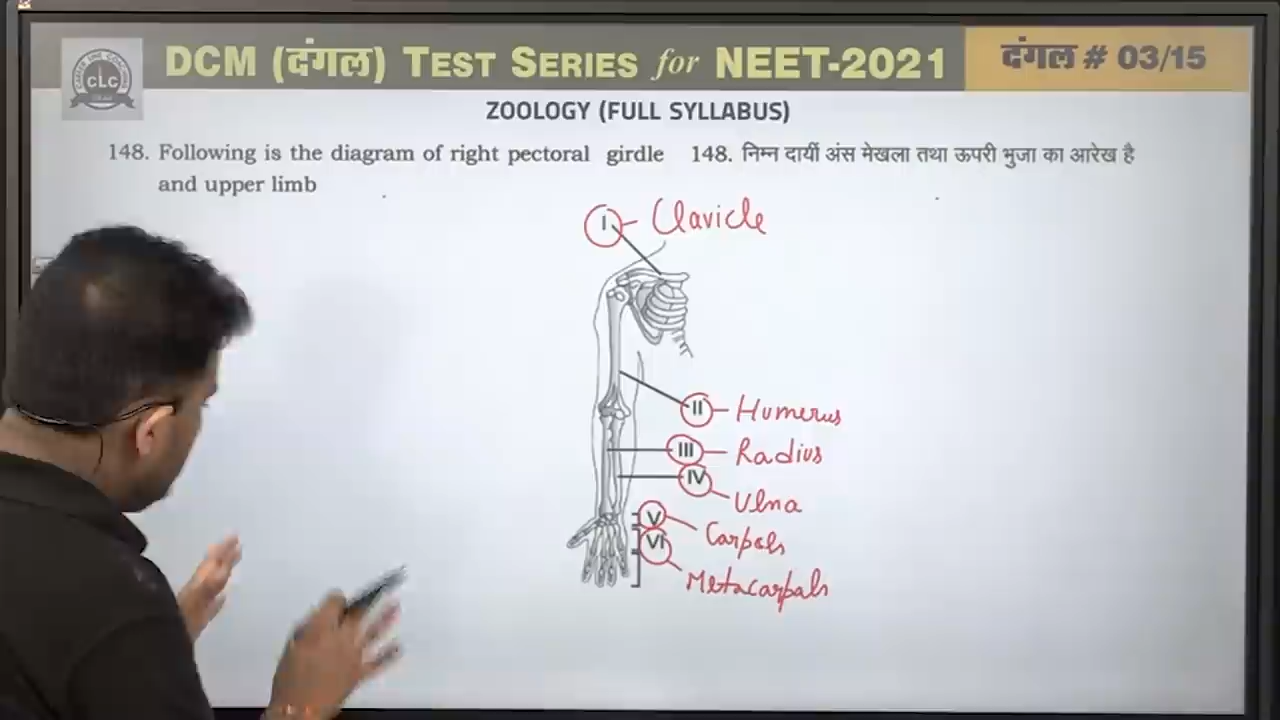 DCM (दंगल) TEST SERIES for NEET-2021
दंगल # 03/15
CLC
ZOOLOGY (FULL SYLLABUS)
148. Following is the diagram of right pectoral girdle
and upper limb
148. निम्न दायीं अंस मेखला तथा ऊपरी भुजा का आरेख है
I - Clavicle
II - Humerus
III - Radius
IV - Ulna
V - Carpals
VI - Metacarpals